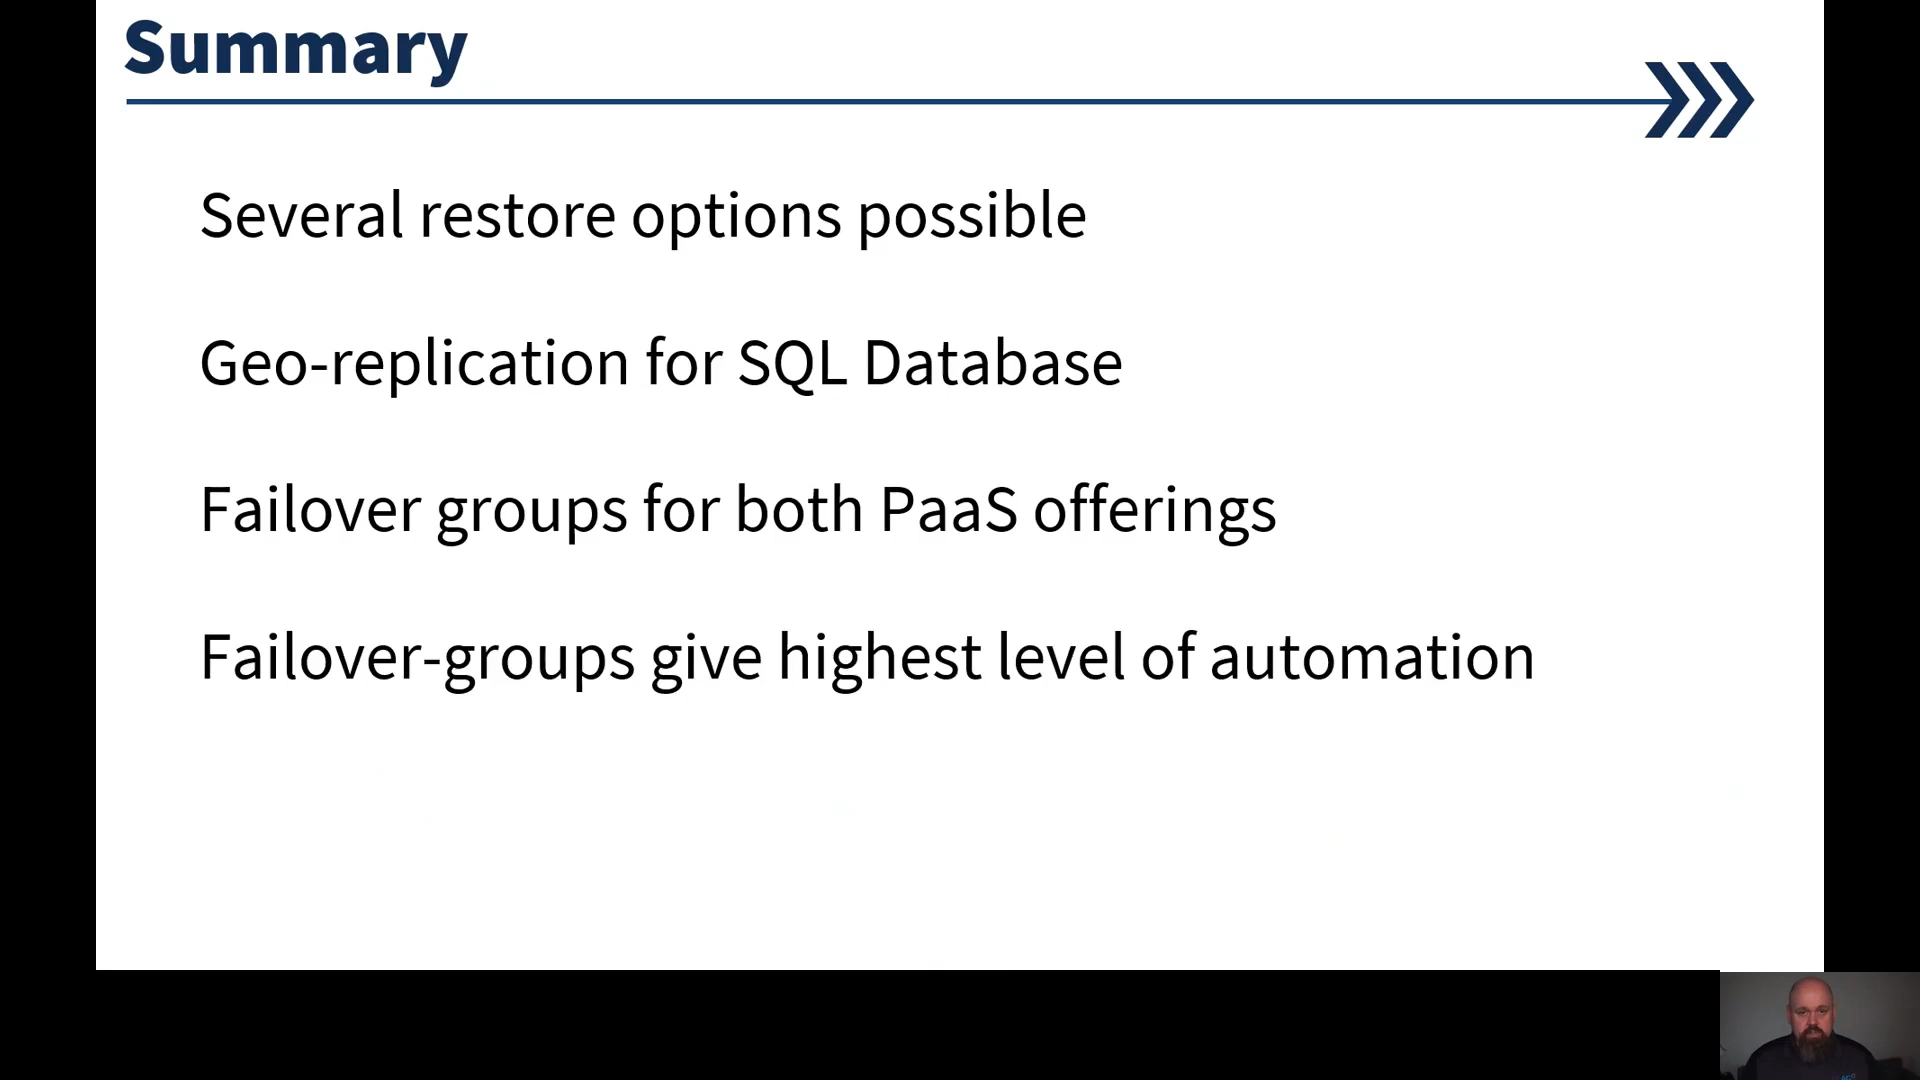 Summary
Several restore options possible
Geo-replication for SQL Database
Failover groups for both PaaS offerings
Failover-groups give highest level of automation